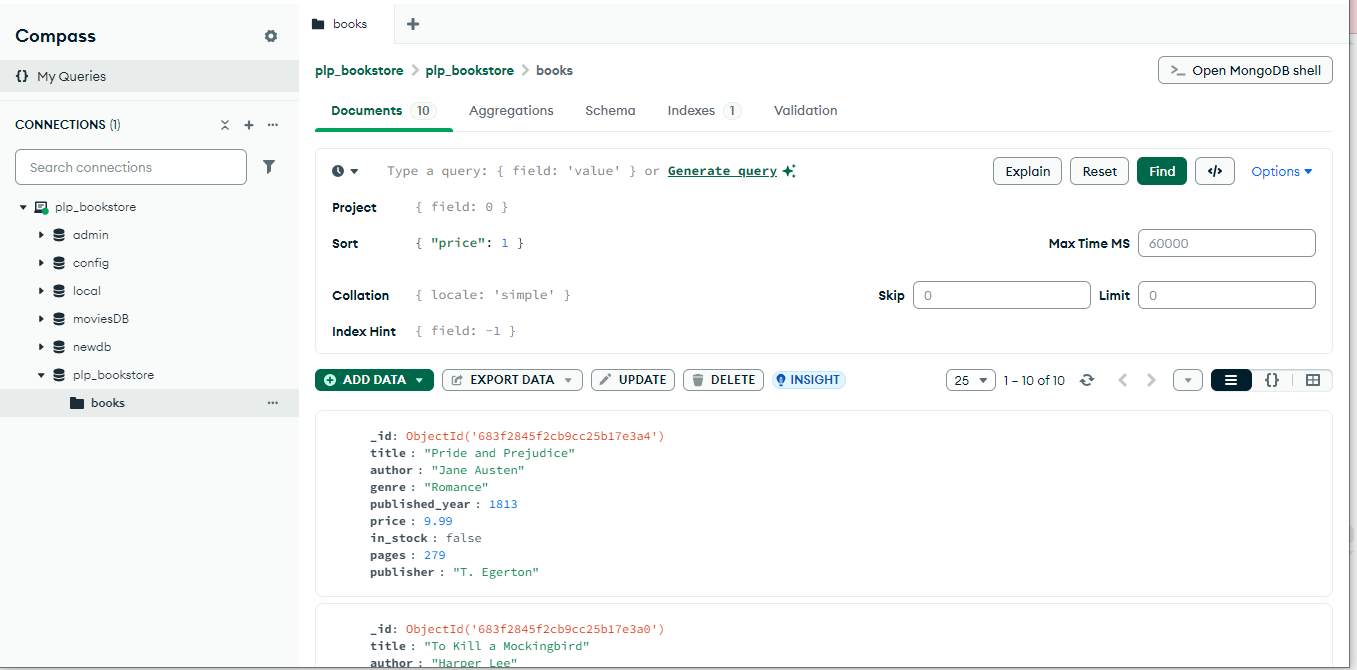 Compass
{} My Queries
CONNECTIONS (1)
Search connections
plp_bookstore
admin
config
local
moviesDB
newdb
plp_bookstore
books
books
plp_bookstore > plp_bookstore > books
>_ Open MongoDB shell
Documents 10 Aggregations Schema Indexes 1 Validation
Type a query: { field: 'value' } or Generate query
Explain Reset Find </> Options
Project { field: 0 }
Sort { "price": 1 } Max Time MS 60000
Collation { locale: 'simple' } Skip 0 Limit 0
Index Hint { field: -1 }
ADD DATA EXPORT DATA UPDATE DELETE INSIGHT 25 1 – 10 of 10 {}
_id: ObjectId('683f2845f2cb9cc25b17e3a4')
title : "Pride and Prejudice"
author : "Jane Austen"
genre : "Romance"
published_year : 1813
price : 9.99
in_stock : false
pages : 279
publisher : "T. Egerton"
_id: ObjectId('683f2845f2cb9cc25b17e3a0')
title : "To Kill a Mockingbird"
author : "Harper Lee"